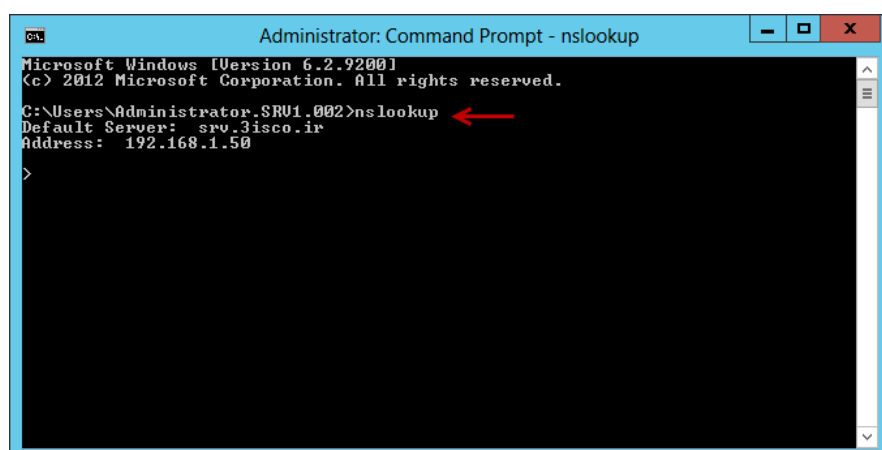 Administrator: Command Prompt - nslookup
Microsoft Windows [Version 6.2.9200]
(c) 2012 Microsoft Corporation. All rights reserved.
C:\Users\Administrator.SRV1.002>nslookup
Default Server: srv.3isco.ir
Address: 192.168.1.50
>